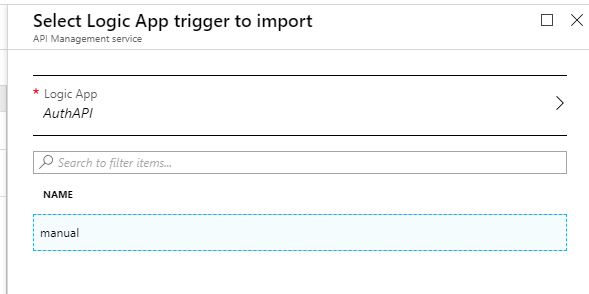 Select Logic App trigger to import
API Management service
* Logic App
AuthAPI
Search to filter items...
NAME
manual